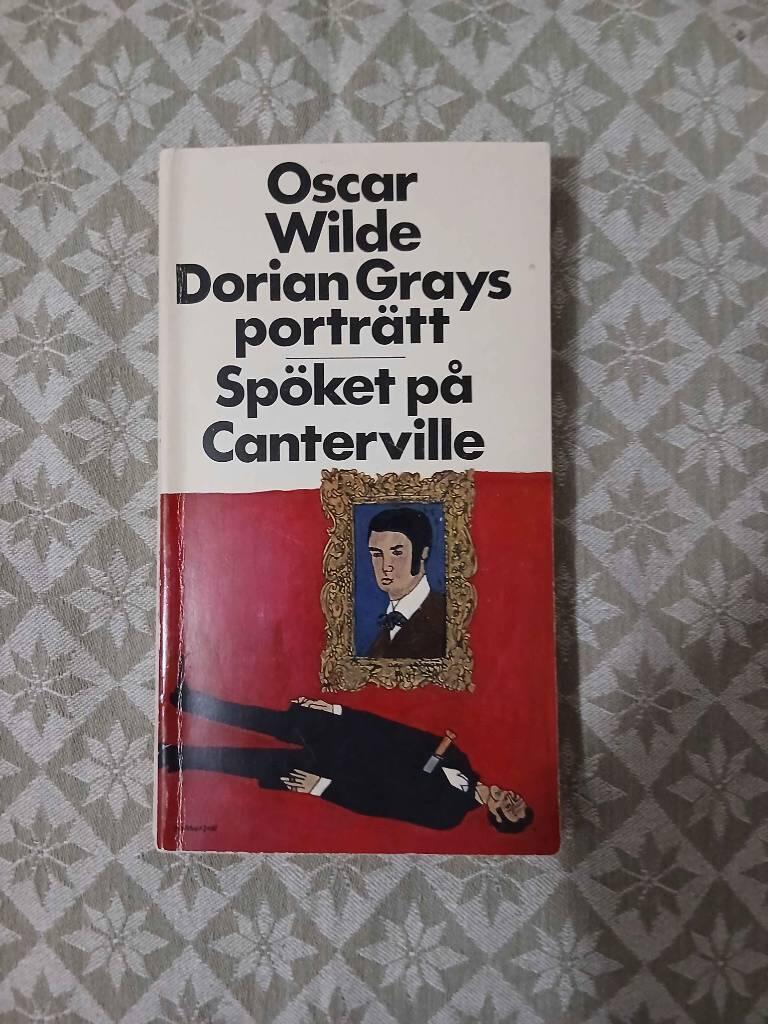 Oscar
Wilde
Dorian Grays
porträtt
Spöket på
Canterville